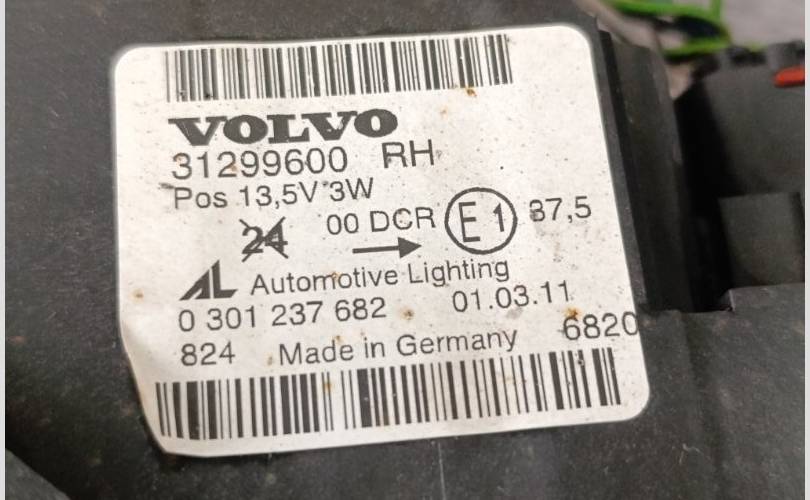 VOLVO
31299600 RH
Pos 13,5V 3W
24 00 DCR E1 37,5
AL Automotive Lighting
0 301 237 682 01.03.11
824 Made in Germany 6820